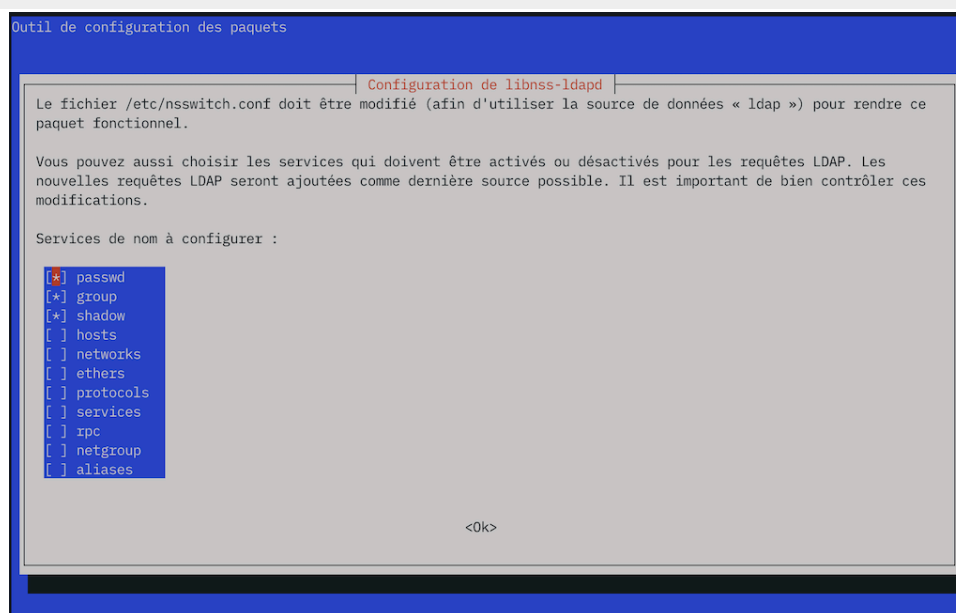 Outil de configuration des paquets
Configuration de libnss-ldapd
Le fichier /etc/nsswitch.conf doit être modifié (afin d'utiliser la source de données « ldap ») pour rendre ce
paquet fonctionnel.
Vous pouvez aussi choisir les services qui doivent être activés ou désactivés pour les requêtes LDAP. Les
nouvelles requêtes LDAP seront ajoutées comme dernière source possible. Il est important de bien contrôler ces
modifications.
Services de nom à configurer :
[*] passwd
[*] group
[*] shadow
[ ] hosts
[ ] networks
[ ] ethers
[ ] protocols
[ ] services
[ ] rpc
[ ] netgroup
[ ] aliases
<Ok>